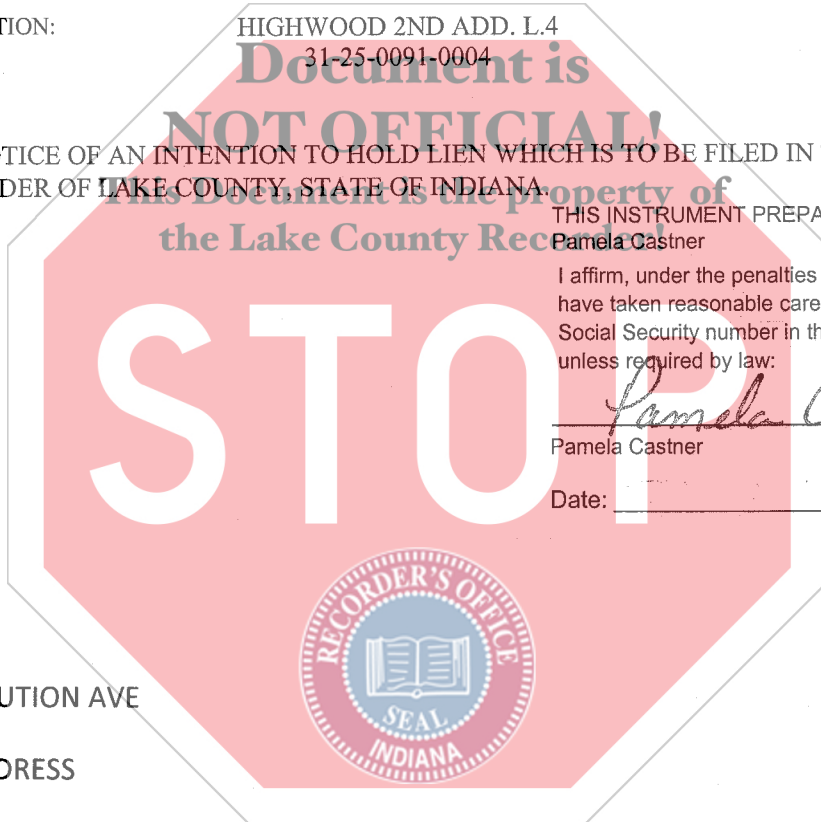 TION: HIGHWOOD 2ND ADD. L.4
31-25-0091-0004
Document is
NOT OFFICIAL!
TICE OF AN INTENTION TO HOLD LIEN WHICH IS TO BE FILED IN
DER OF LAKE COUNTY, STATE OF INDIANA.
This Document is the property of
the Lake County Recorder!
THIS INSTRUMENT PREPA
Pamela Castner
I affirm, under the penalties
have taken reasonable care
Social Security number in th
unless required by law:
STOP
Pamela C
Pamela Castner
Date:
RECORDER'S OFFICE
SEAL
INDIANA
UTION AVE
DRESS